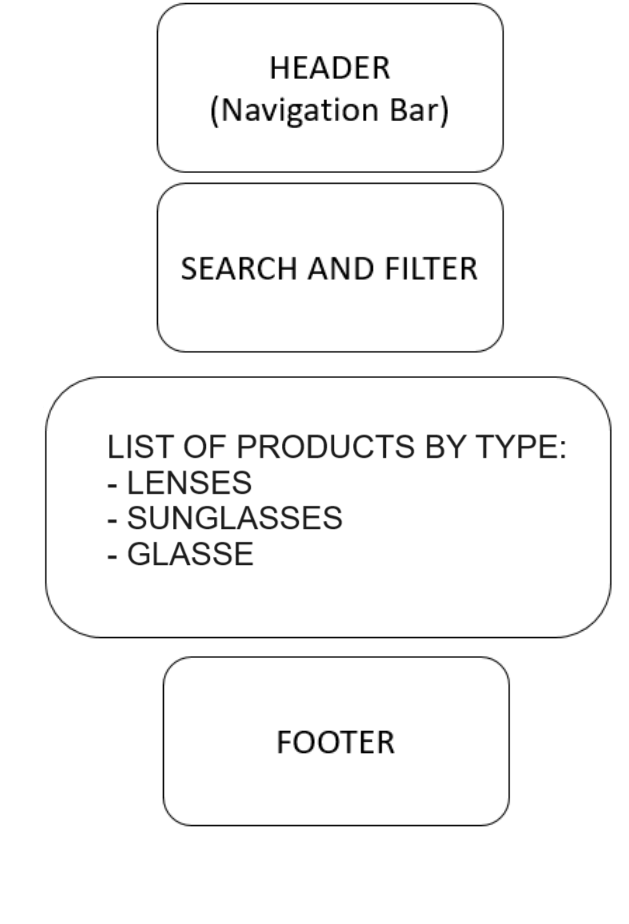 HEADER
(Navigation Bar)
SEARCH AND FILTER
LIST OF PRODUCTS BY TYPE:
- LENSES
- SUNGLASSES
- GLASSE
FOOTER